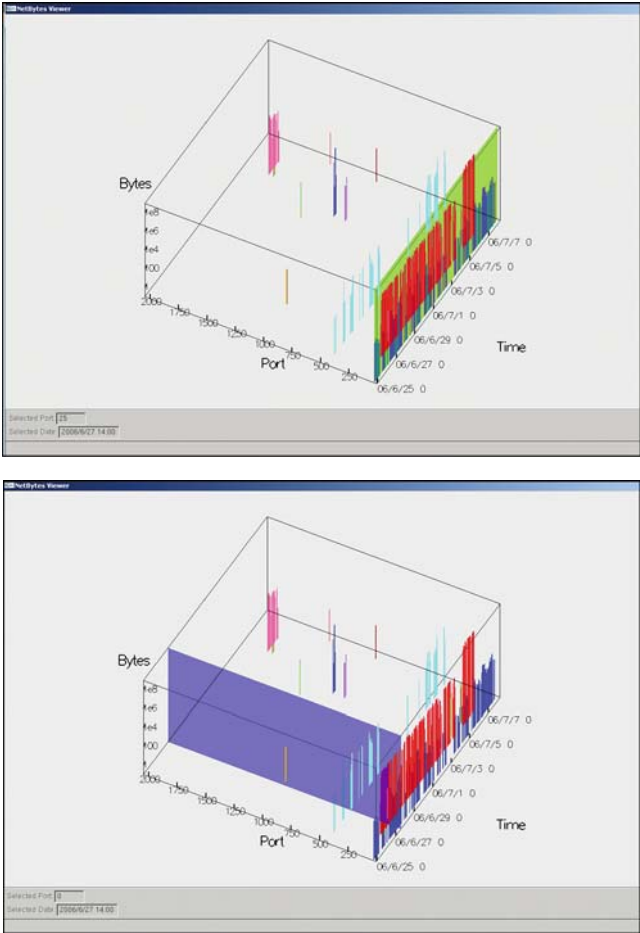 NetBytes Viewer
Bytes
1e8
1e6
1e4
100
2000
1750
1500
1250
1000
750
500
250
Port
06/7/7 0
06/7/5 0
06/7/3 0
06/7/1 0
06/6/29 0
06/6/27 0
06/6/25 0
Time
Selected Port: 25
Selected Date: 2006/6/27 14:00
NetBytes Viewer
Bytes
1e8
1e6
1e4
100
2000
1750
1500
1250
1000
750
500
250
Port
06/7/7 0
06/7/5 0
06/7/3 0
06/7/1 0
06/6/29 0
06/6/27 0
06/6/25 0
Time
Selected Port: 0
Selected Date: 2006/6/27 14:00